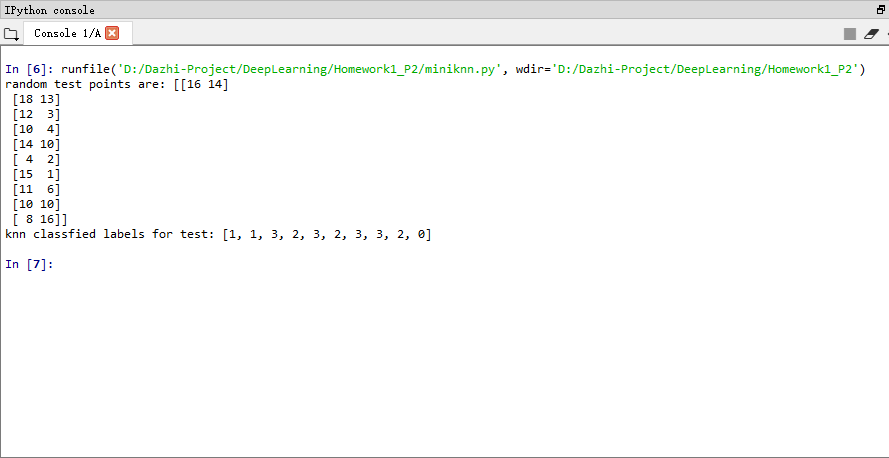 IPython console
Console 1/A
In [6]: runfile('D:/Dazhi-Project/DeepLearning/Homework1_P2/miniknn.py', wdir='D:/Dazhi-Project/DeepLearning/Homework1_P2')
random test points are: [[16 14]
 [18 13]
 [12  3]
 [10  4]
 [14 10]
 [ 4  2]
 [15  1]
 [11  6]
 [10 10]
 [ 8 16]]
knn classfied labels for test: [1, 1, 3, 2, 3, 2, 3, 3, 2, 0]
In [7]: